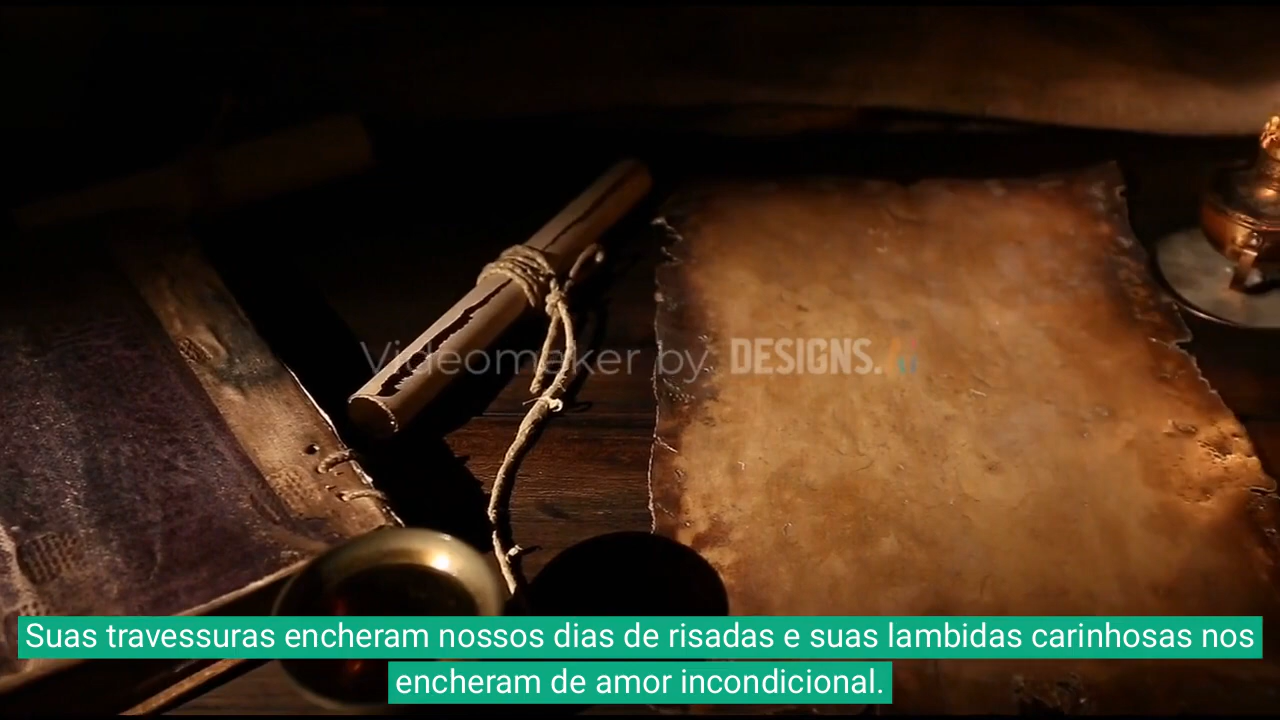 Videomaker by DESIGNS.AI
Suas travessuras encheram nossos dias de risadas e suas lambidas carinhosas nos
encheram de amor incondicional.